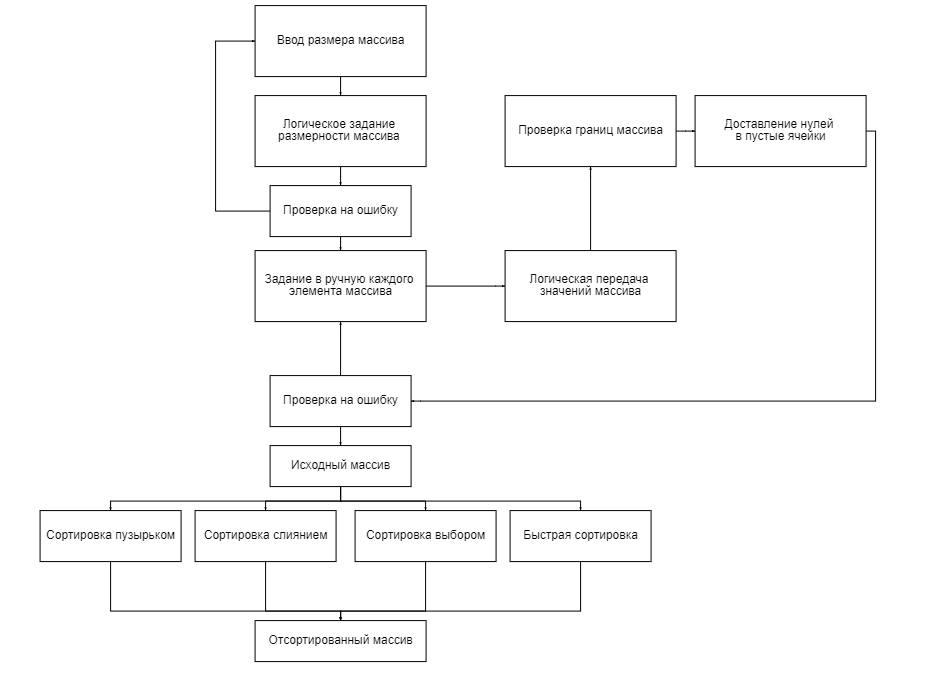 Ввод размера массива
Логическое задание
размерности массива
Проверка границ массива
Доставление нулей
в пустые ячейки
Проверка на ошибку
Задание в ручную каждого
элемента массива
Логическая передача
значений массива
Проверка на ошибку
Исходный массив
Сортировка пузырьком
Сортировка слиянием
Сортировка выбором
Быстрая сортировка
Отсортированный массив